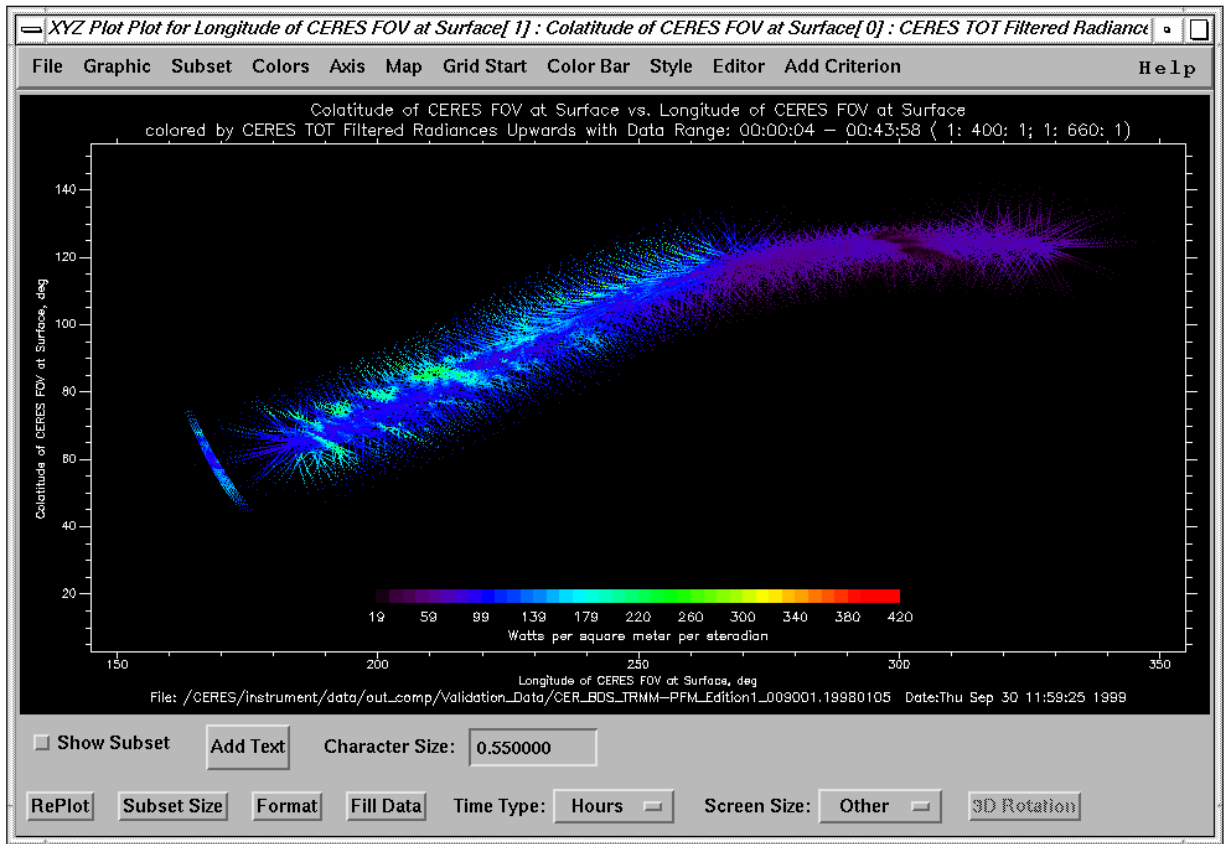 XYZ Plot Plot for Longitude of CERES FOV at Surface[ 1] : Colatitude of CERES FOV at Surface[ 0] : CERES TOT Filtered Radiance
File Graphic Subset Colors Axis Map Grid Start Color Bar Style Editor Add Criterion Help
Colatitude of CERES FOV at Surface vs. Longitude of CERES FOV at Surface
colored by CERES TOT Filtered Radiances Upwards with Data Range: 00:00:04 – 00:43:58 ( 1: 400: 1; 1: 660: 1)
140
120
100
80
60
40
20
Colatitude of CERES FOV at Surface, deg
19 59 99 139 179 220 260 300 340 380 420
Watts per square meter per steradian
150 200 250 300 350
Longitude of CERES FOV at Surface, deg
File: /CERES/instrument/data/out_comp/Validation_Data/CER_BDS_TRMM–PFM_Edition1_009001.19980105 Date:Thu Sep 30 11:59:25 1999
Show Subset Add Text Character Size: 0.550000
RePlot Subset Size Format Fill Data Time Type: Hours Screen Size: Other 3D Rotation